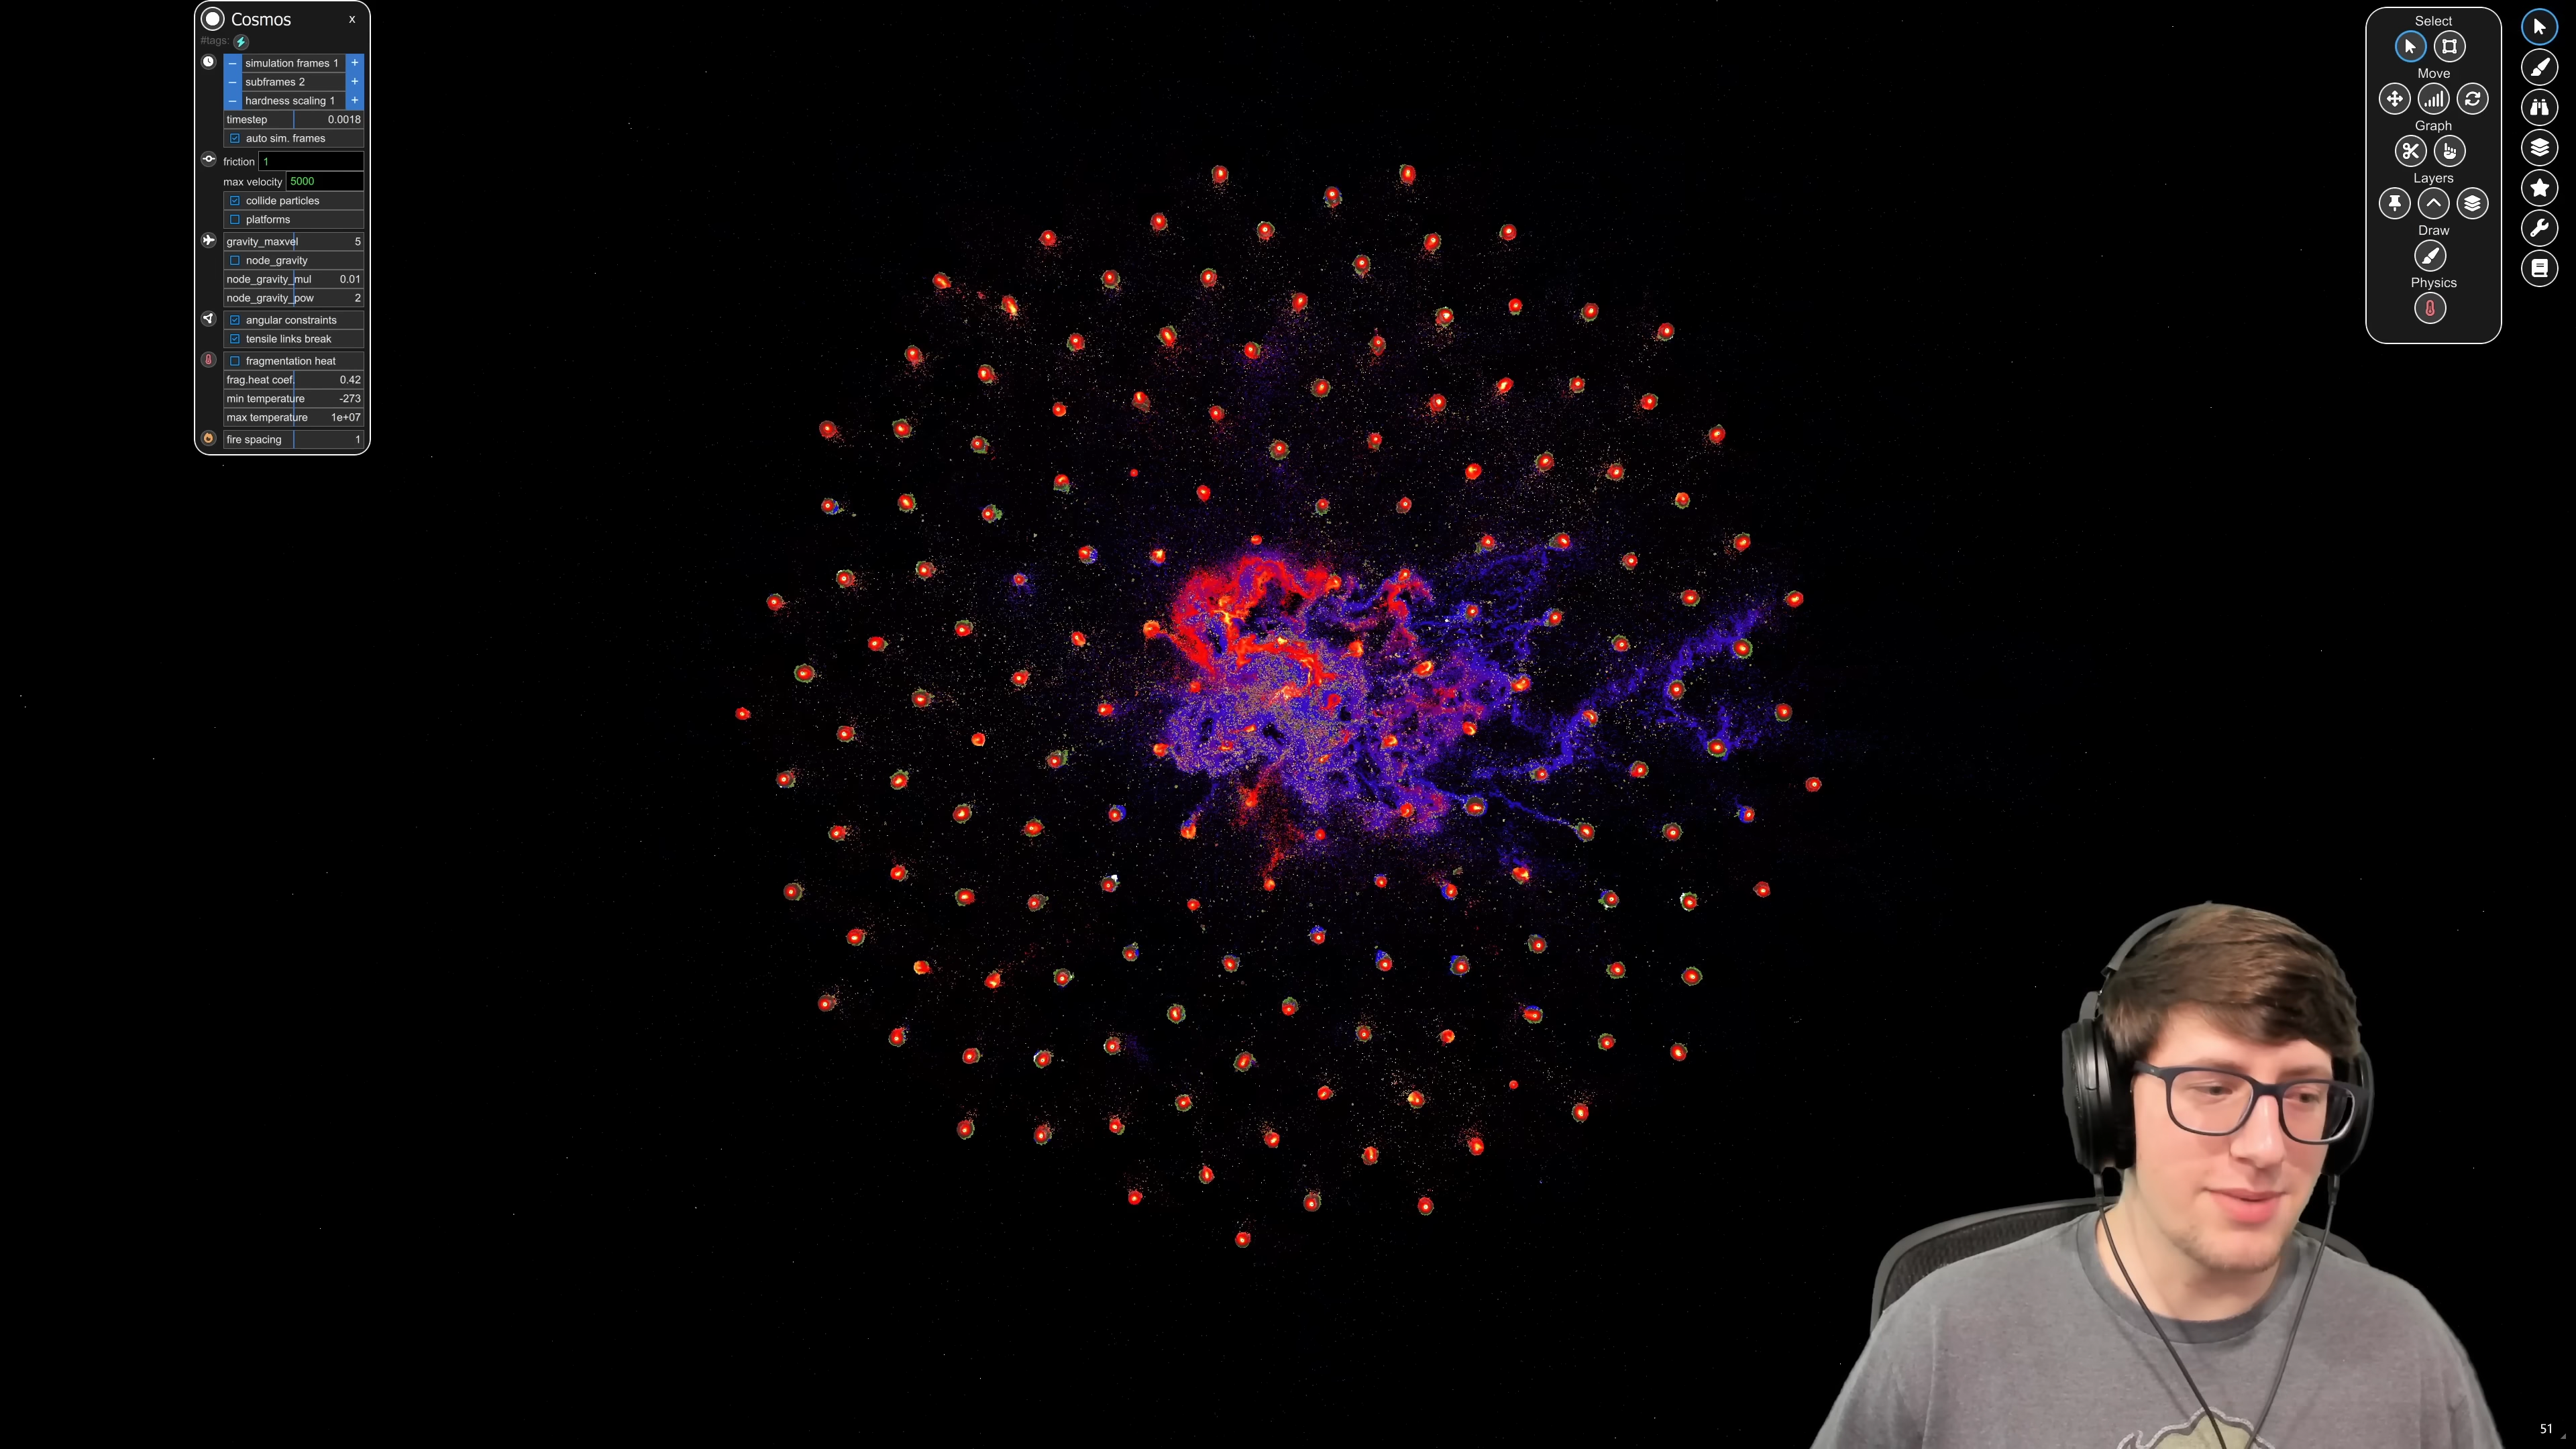 Cosmos x
#tags:
simulation frames 1
subframes 2
hardness scaling 1
timestep 0.0018
auto sim. frames
friction 1
max velocity 5000
collide particles
platforms
gravity_maxvel 5
node_gravity
node_gravity_mul 0.01
node_gravity_pow 2
angular constraints
tensile links break
fragmentation heat
frag.heat coef. 0.42
min temperature -273
max temperature 1e+07
fire spacing 1
Select
Move
Graph
Layers
Draw
Physics
51